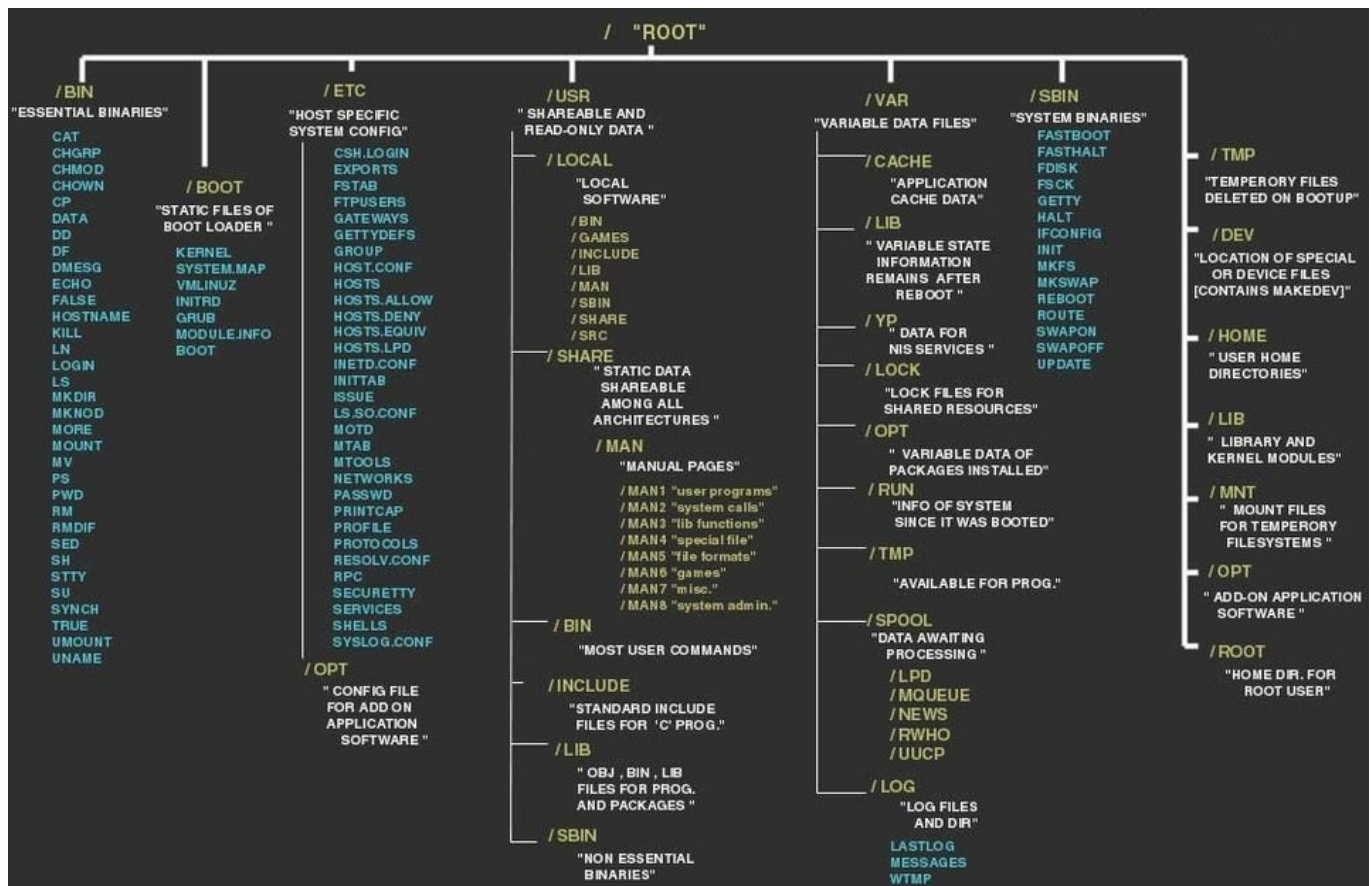 / "ROOT"
/BIN
"ESSENTIAL BINARIES"
CAT
CHGRP
CHMOD
CHOWN
CP
DATA
DD
DF
DMESG
ECHO
FALSE
HOSTNAME
KILL
LN
LOGIN
LS
MKDIR
MKNOD
MORE
MOUNT
MV
PS
PWD
RM
RMDIF
SED
SH
STTY
SU
SYNCH
TRUE
UMOUNT
UNAME
/BOOT
"STATIC FILES OF
BOOT LOADER "
KERNEL
SYSTEM.MAP
VMLINUZ
INITRD
GRUB
MODULE.INFO
BOOT
/ ETC
"HOST SPECIFIC
SYSTEM CONFIG"
CSH.LOGIN
EXPORTS
FSTAB
FTPUSERS
GATEWAYS
GETTYDEFS
GROUP
HOST.CONF
HOSTS
HOSTS.ALLOW
HOSTS.DENY
HOSTS.EQUIV
HOSTS.LPD
INETD.CONF
INITTAB
ISSUE
LS.SO.CONF
MOTD
MTAB
MTOOLS
NETWORKS
PASSWD
PRINTCAP
PROFILE
PROTOCOLS
RESOLV.CONF
RPC
SECURETTY
SERVICES
SHELLS
SYSLOG.CONF
/OPT
" CONFIG FILE
FOR ADD ON
APPLICATION
SOFTWARE "
/USR
" SHAREABLE AND
READ-ONLY DATA "
/LOCAL
"LOCAL
SOFTWARE"
/BIN
/GAMES
/INCLUDE
/LIB
/MAN
/SBIN
/SHARE
/SRC
/SHARE
" STATIC DATA
SHAREABLE
AMONG ALL
ARCHITECTURES "
/MAN
"MANUAL PAGES"
/MAN1 "user programs"
/MAN2 "system calls"
/MAN3 "lib functions"
/MAN4 "special file"
/MAN5 "file formats"
/MAN6 "games"
/MAN7 "misc."
/MAN8 "system admin."
/BIN
"MOST USER COMMANDS"
/INCLUDE
"STANDARD INCLUDE
FILES FOR 'C' PROG."
/LIB
" OBJ , BIN , LIB
FILES FOR PROG.
AND PACKAGES "
/SBIN
"NON ESSENTIAL
BINARIES"
/VAR
"VARIABLE DATA FILES"
/CACHE
"APPLICATION
CACHE DATA"
/LIB
" VARIABLE STATE
INFORMATION
REMAINS AFTER
REBOOT "
/YP
" DATA FOR
NIS SERVICES "
/LOCK
"LOCK FILES FOR
SHARED RESOURCES"
/OPT
" VARIABLE DATA OF
PACKAGES INSTALLED"
/RUN
"INFO OF SYSTEM
SINCE IT WAS BOOTED"
/TMP
"AVAILABLE FOR PROG."
/SPOOL
"DATA AWAITING
PROCESSING "
/LPD
/MQUEUE
/NEWS
/RWHO
/UUCP
/LOG
"LOG FILES
AND DIR"
LASTLOG
MESSAGES
WTMP
/SBIN
"SYSTEM BINARIES"
FASTBOOT
FASTHALT
FDISK
FSCK
GETTY
HALT
IFCONFIG
INIT
MKFS
MKSWAP
REBOOT
ROUTE
SWAPON
SWAPOFF
UPDATE
/ TMP
"TEMPERORY FILES
DELETED ON BOOTUP"
/ DEV
"LOCATION OF SPECIAL
OR DEVICE FILES
[CONTAINS MAKEDEV]
/HOME
" USER HOME
DIRECTORIES"
/LIB
" LIBRARY AND
KERNEL MODULES"
/MNT
" MOUNT FILES
FOR TEMPERORY
FILESYSTEMS "
/OPT
" ADD-ON APPLICATION
SOFTWARE "
/ROOT
"HOME DIR. FOR
ROOT USER"